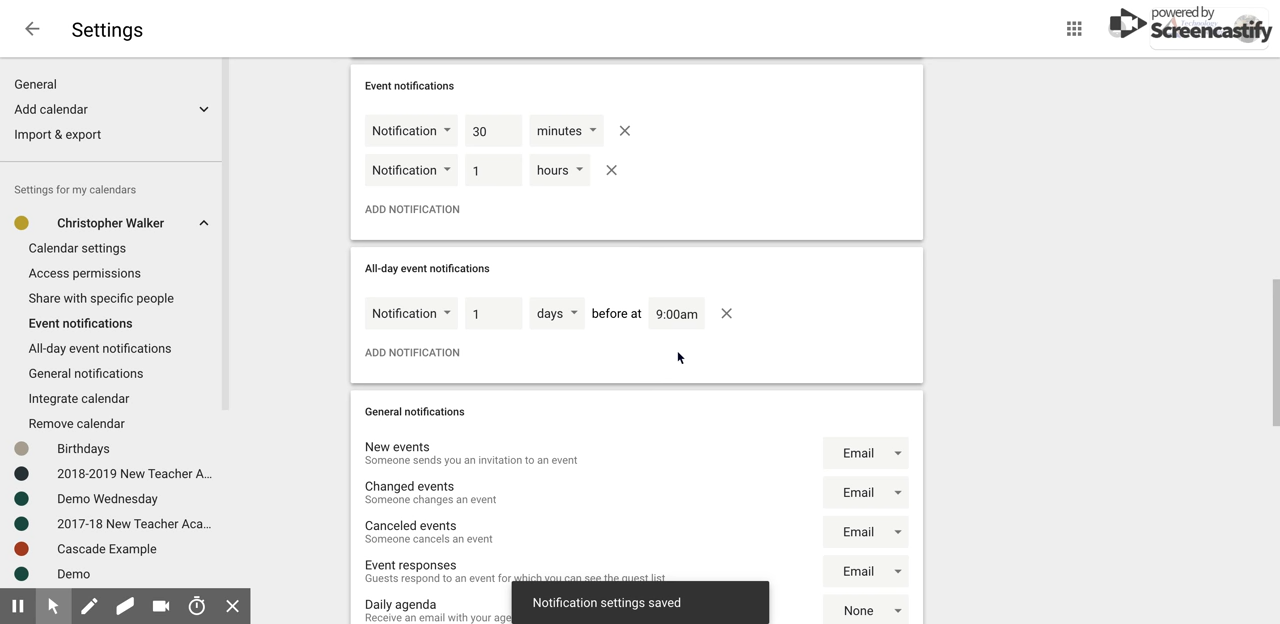 Settings
powered by
Screencastify
General
Add calendar
Import & export
Settings for my calendars
Christopher Walker
Calendar settings
Access permissions
Share with specific people
Event notifications
All-day event notifications
General notifications
Integrate calendar
Remove calendar
Birthdays
2018-2019 New Teacher A...
Demo Wednesday
2017-18 New Teacher Aca...
Cascade Example
Demo
Event notifications
Notification 30 minutes
Notification 1 hours
ADD NOTIFICATION
All-day event notifications
Notification 1 days before at 9:00am
ADD NOTIFICATION
General notifications
New events
Someone sends you an invitation to an event
Email
Changed events
Someone changes an event
Email
Canceled events
Someone cancels an event
Email
Event responses
Guests respond to an event for which you can see the guest list
Email
Daily agenda
Receive an email with your age
None
Notification settings saved